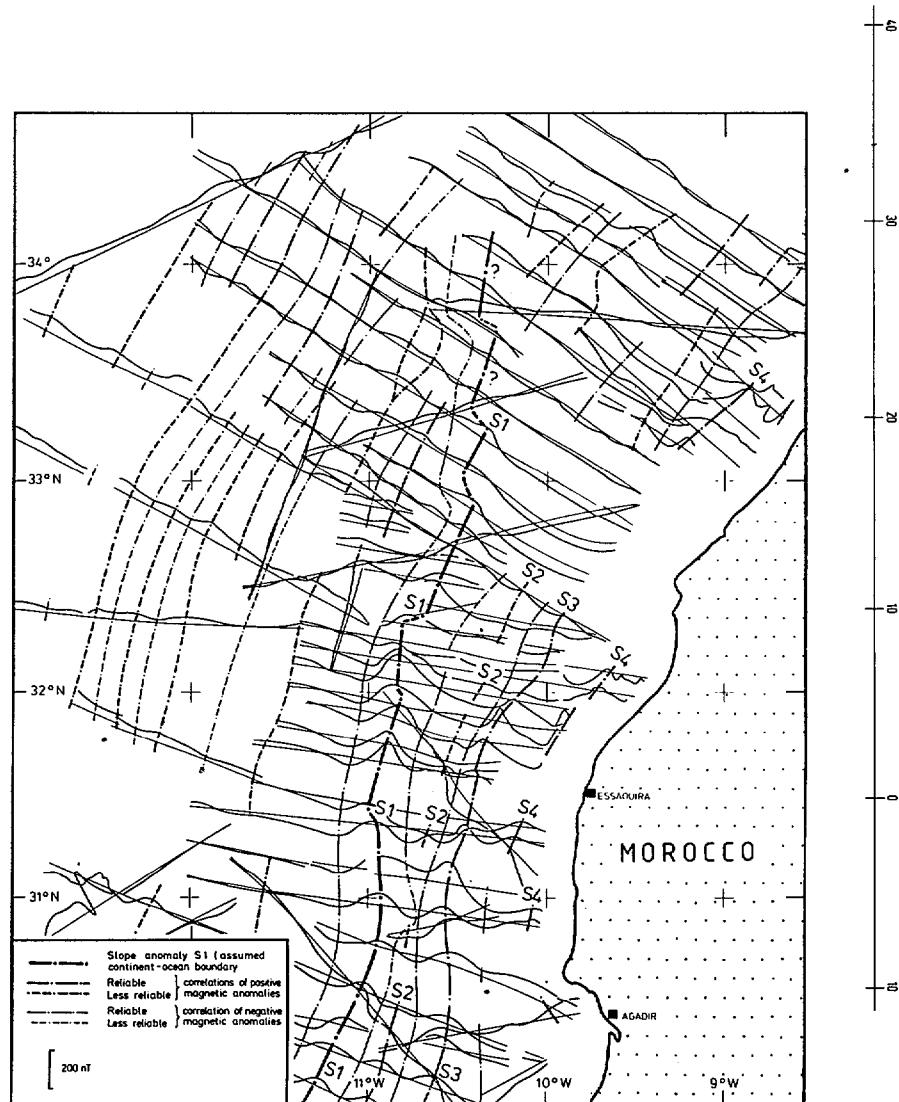 40
30
34°
?
S4
?
20
S1
33°N
S2
S1
S3
10
S4
S2
32°N
0
ESSAOUIRA
S1
S2
S4
MOROCCO
31°N
S4
Slope anomaly S1 (assumed
continent-ocean boundary
Reliable
correlations of positive
Less reliable
magnetic anomalies
Reliable
correlation of negative
Less reliable
magnetic anomalies
S2
10
AGADIR
200 nT
S1
11°W
S3
10°W
9°W